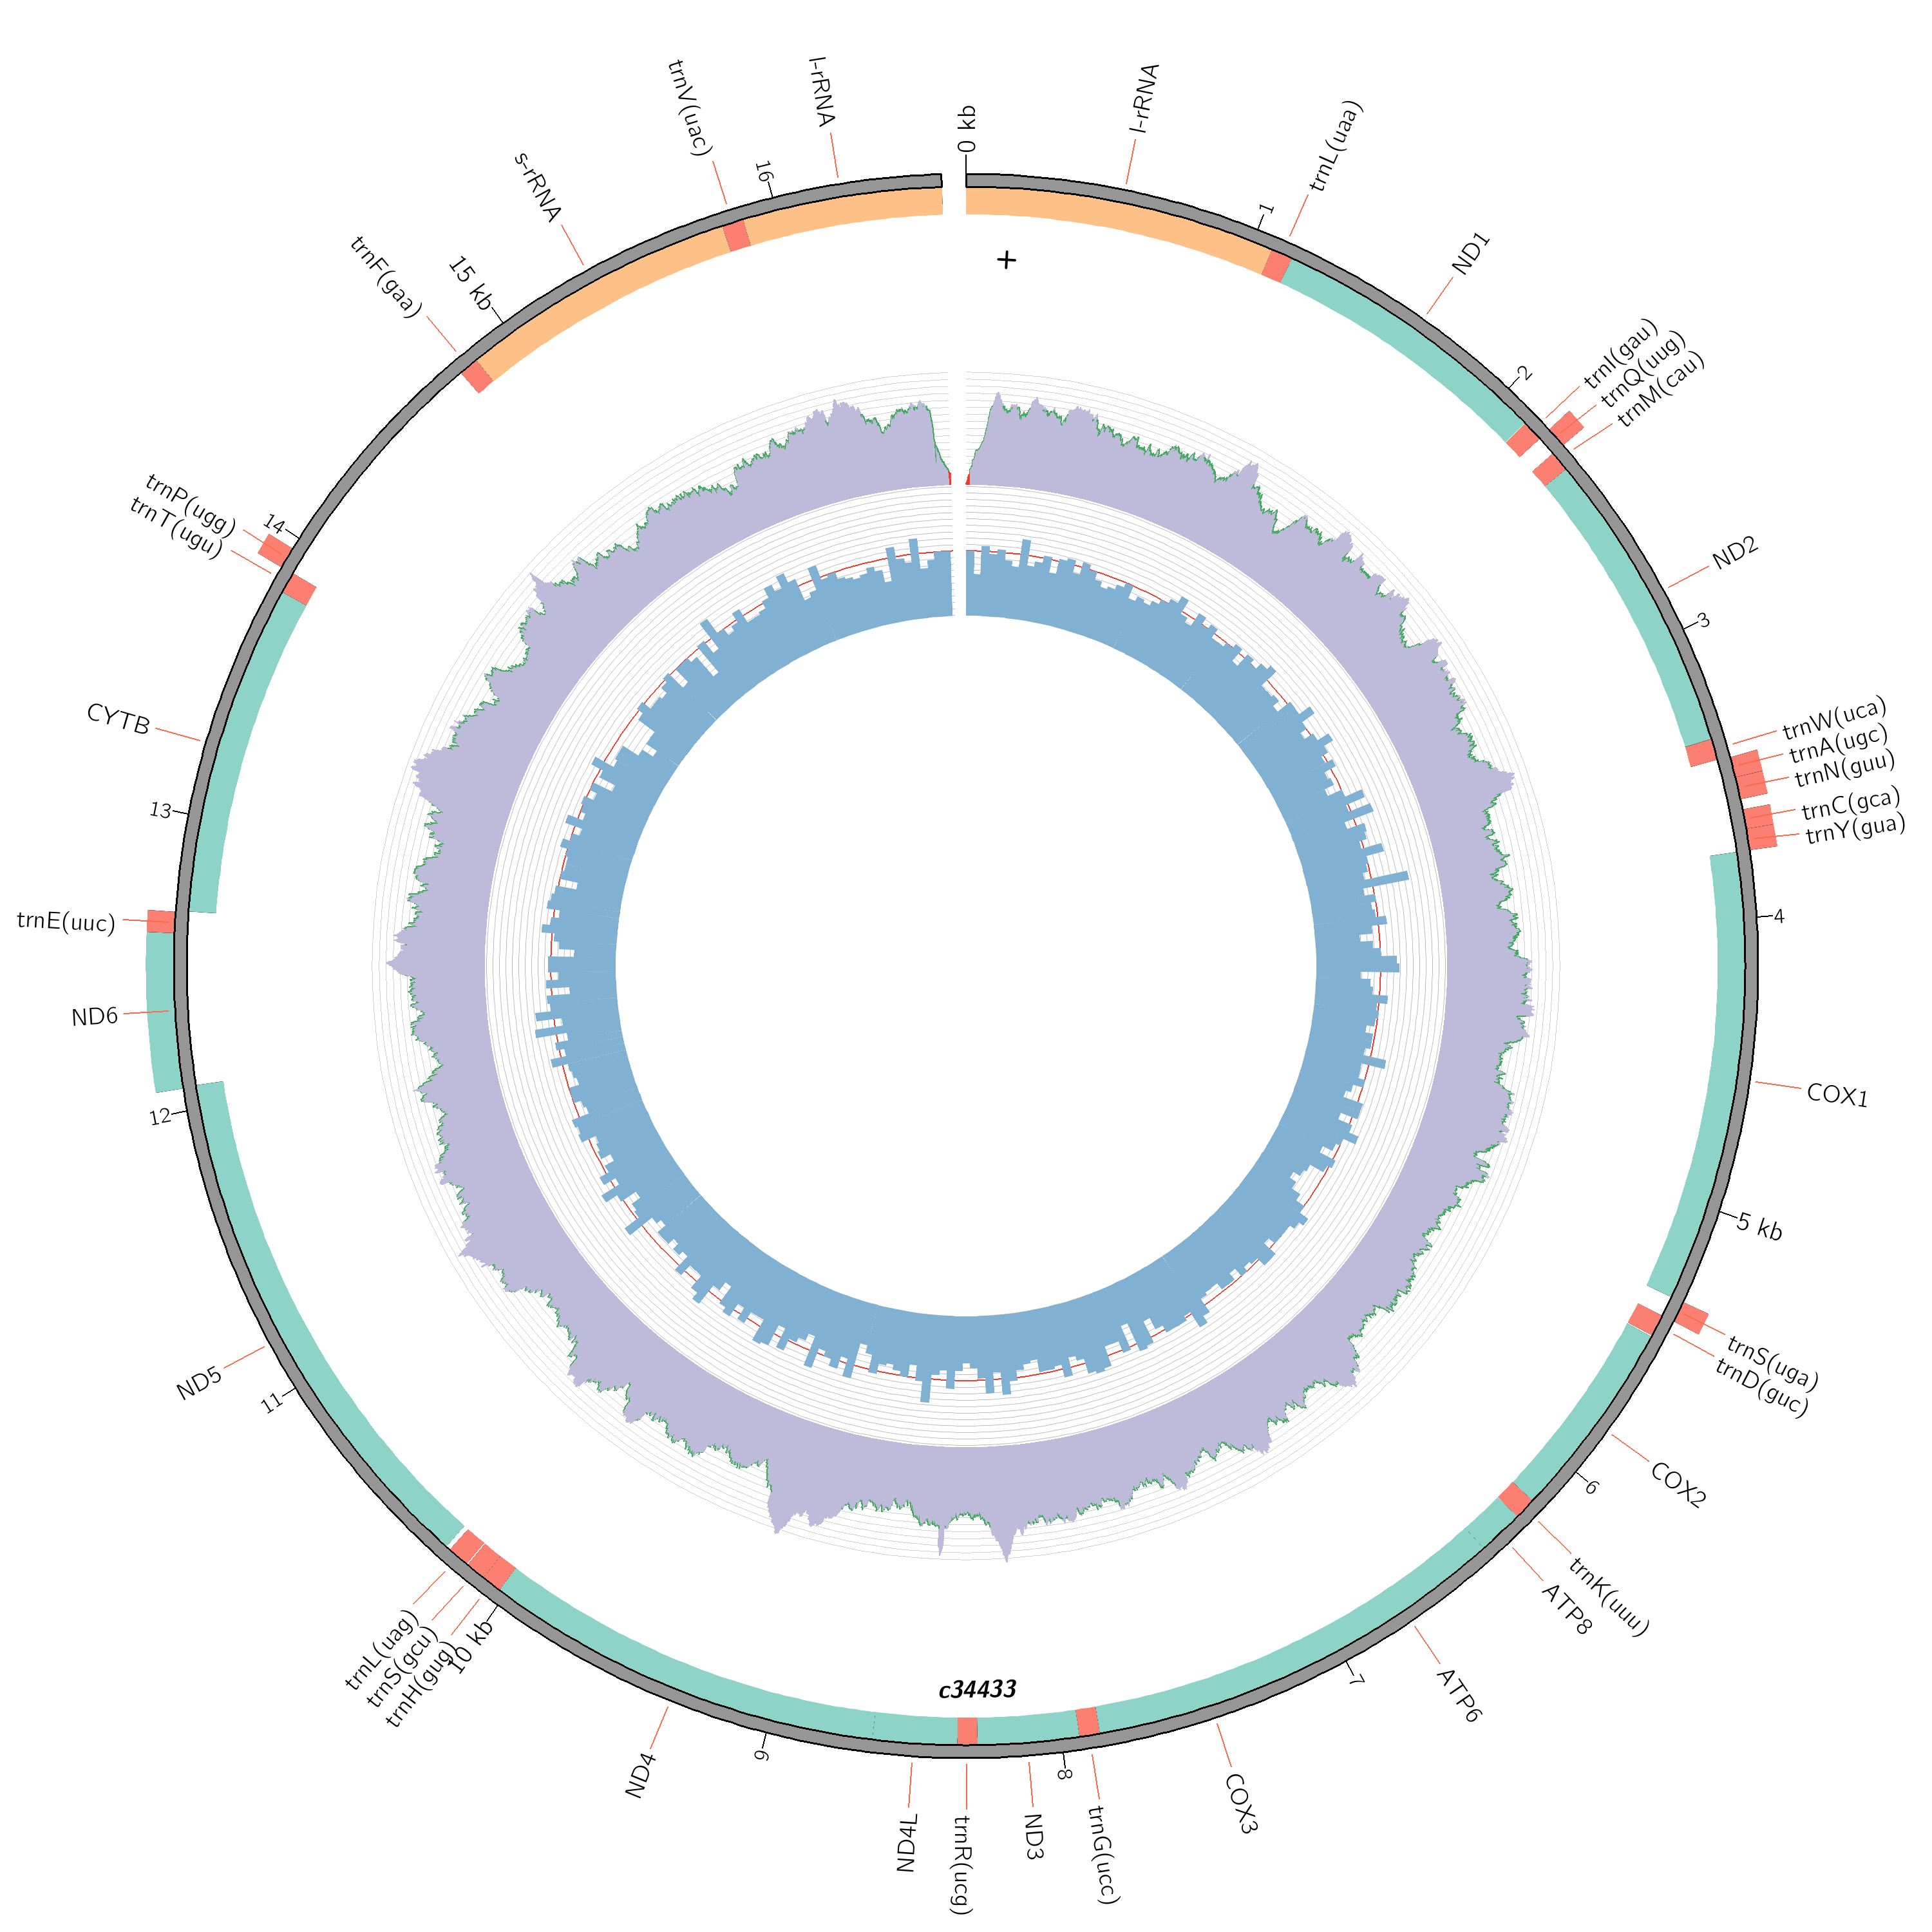 0 kb
l-rRNA
1
trnL(uaa)
ND1
2
trnI(gau)
trnQ(uug)
trnM(cau)
ND2
3
trnW(uca)
trnA(ugc)
trnN(guu)
trnC(gca)
trnY(gua)
4
COX1
5 kb
trnS(uga)
trnD(guc)
COX2
6
trnK(uuu)
ATP8
ATP6
7
COX3
trnG(ucc)
8
ND3
trnR(ucg)
ND4L
9
ND4
10 kb
trnH(gug)
trnS(gcu)
trnL(uag)
11
ND5
12
ND6
trnE(uuc)
13
CYTB
trnT(ugu)
trnP(ugg)
14
trnF(gaa)
15 kb
s-rRNA
trnV(uac)
16
l-rRNA
+
c34433